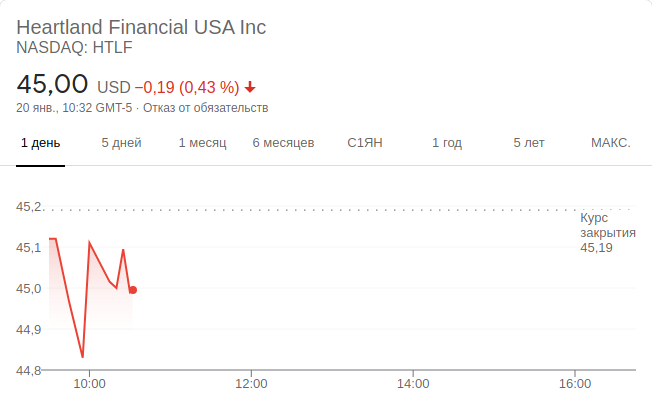 Heartland Financial USA Inc
NASDAQ: HTLF
45,00 USD −0,19 (0,43 %)
20 янв., 10:32 GMT-5 · Отказ от обязательств
1 день 5 дней 1 месяц 6 месяцев С1ЯН 1 год 5 лет МАКС.
45,2
Курс
закрытия
45,19
45,1
45,0
44,9
44,8
10:00 12:00 14:00 16:00